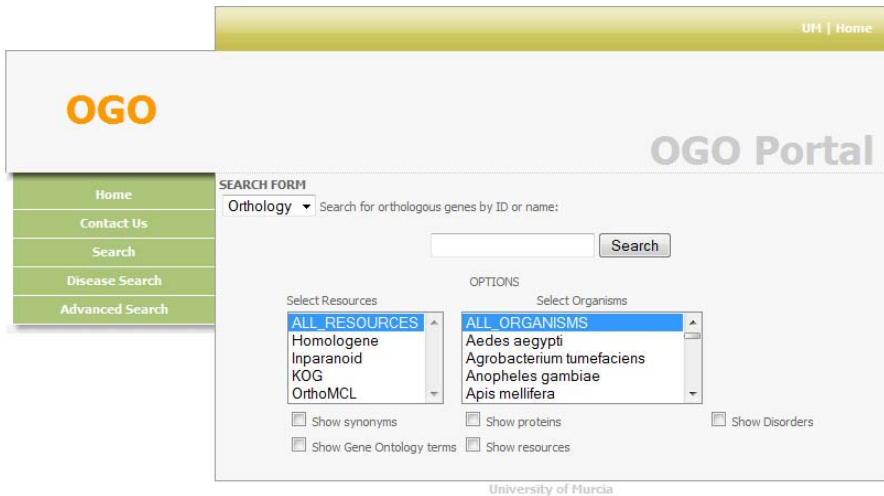 UM | Home
OGO
OGO Portal
Home
Contact Us
Search
Disease Search
Advanced Search
SEARCH FORM
Orthology Search for orthologous genes by ID or name:
Search
OPTIONS
Select Resources Select Organisms
ALL_RESOURCES ALL_ORGANISMS
Homologene Aedes aegypti
Inparanoid Agrobacterium tumefaciens
KOG Anopheles gambiae
OrthoMCL Apis mellifera
Show synonyms Show proteins Show Disorders
Show Gene Ontology terms Show resources
University of Murcia